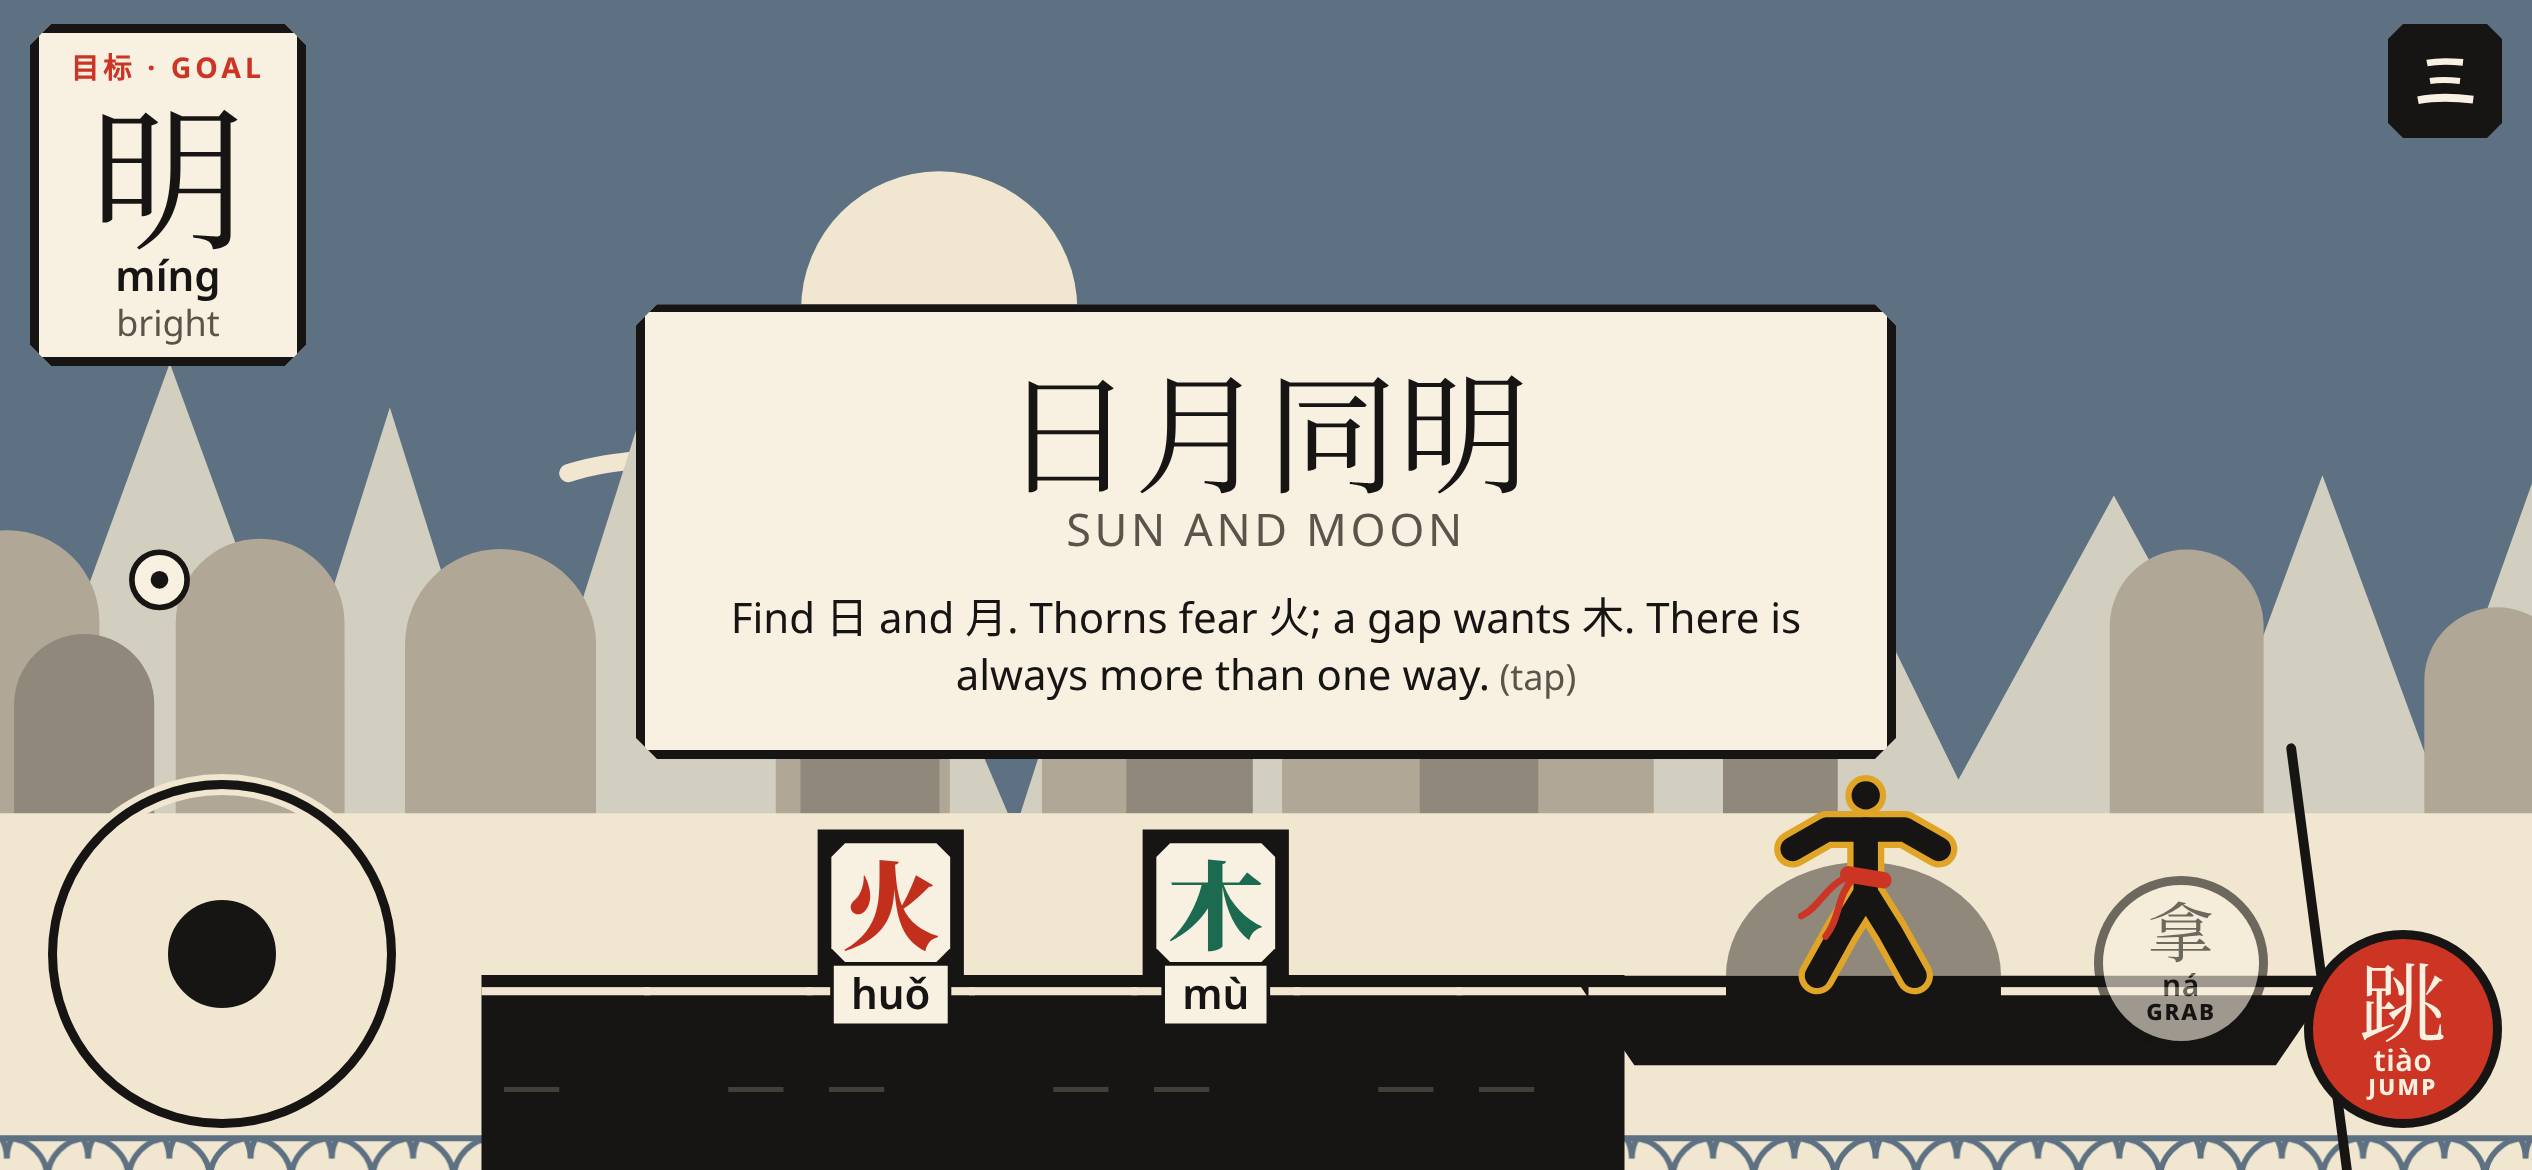 目标 · GOAL
明
míng
bright
三
日月同明
SUN AND MOON
Find 日 and 月. Thorns fear 火; a gap wants 木. There is
always more than one way. (tap)
火
huǒ
木
mù
拿
ná
GRAB
跳
tiào
JUMP